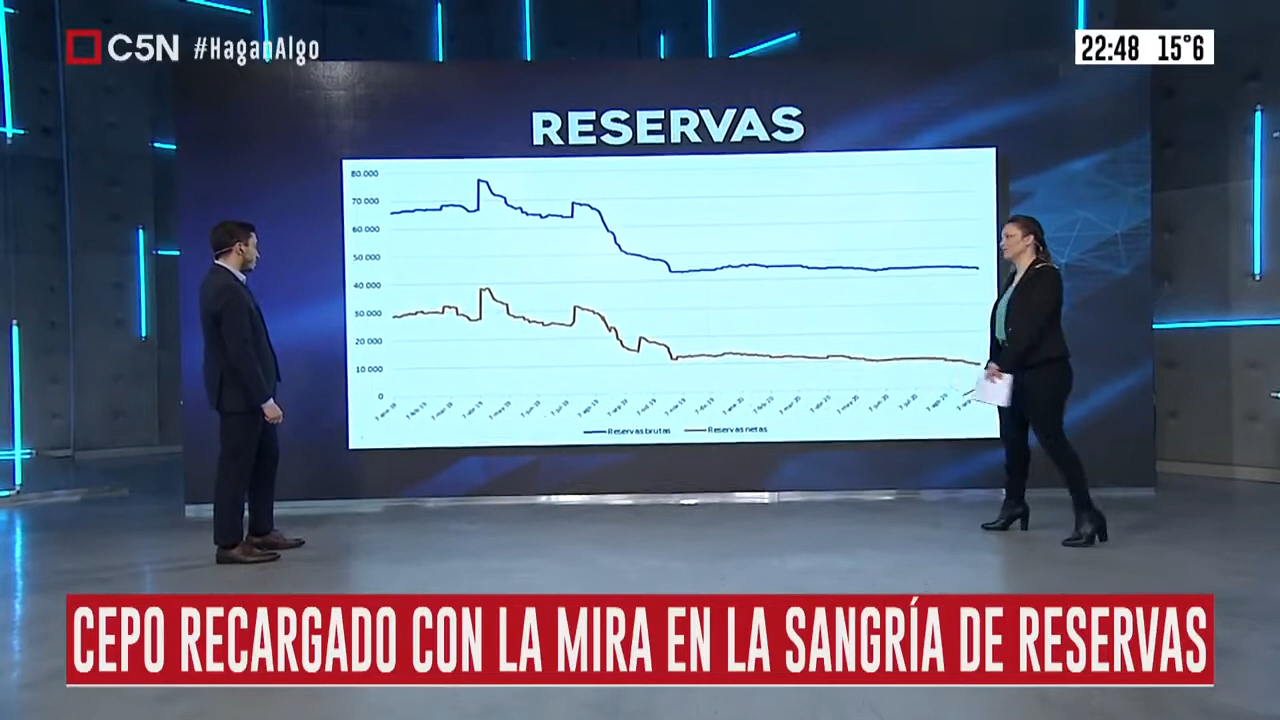 C5N #HaganAlgo
22:48 15°6
RESERVAS
80.000
70.000
60.000
50.000
40.000
30.000
20.000
10.000
0
Reservas brutas Reservas netas
CEPO RECARGADO CON LA MIRA EN LA SANGRÍA DE RESERVAS